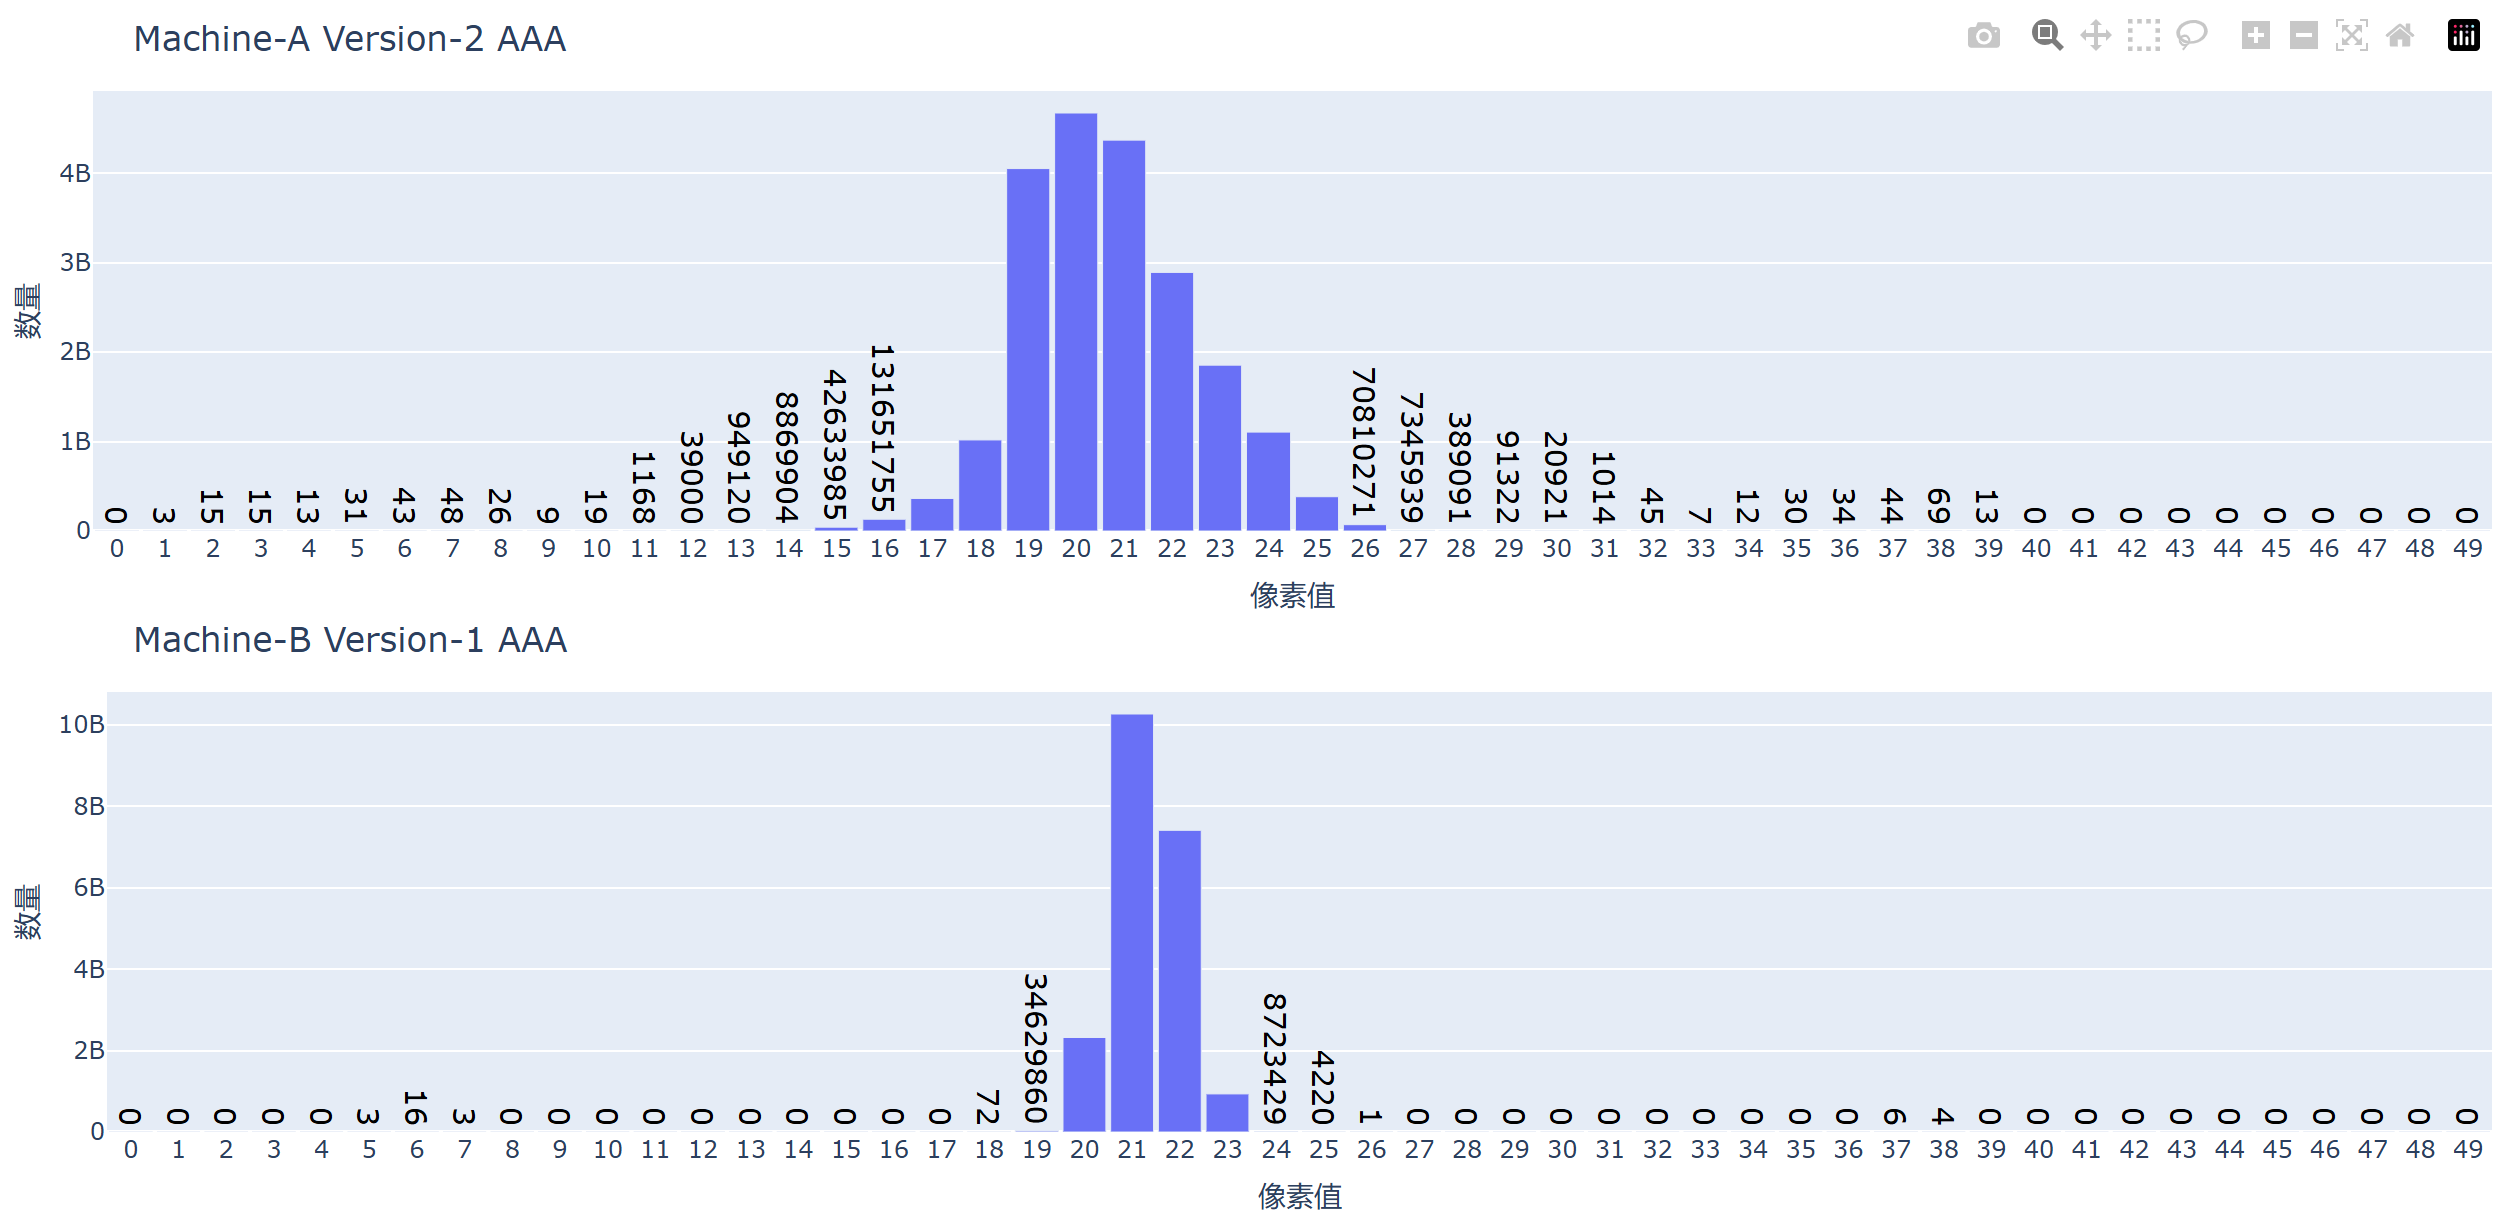 Machine-A Version-2 AAA
4B
3B
2B
1B
0
数量
0 3 15 15 13 31 43 48 26 9 19 1168 39000 949120 8869904 42633985 131651755 70810271 7345939 389091 91322 20921 1014 45 7 12 30 34 44 69 13 0 0 0 0 0 0 0 0 0 0
0 1 2 3 4 5 6 7 8 9 10 11 12 13 14 15 16 17 18 19 20 21 22 23 24 25 26 27 28 29 30 31 32 33 34 35 36 37 38 39 40 41 42 43 44 45 46 47 48 49
像素值
Machine-B Version-1 AAA
10B
8B
6B
4B
2B
0
数量
0 0 0 0 0 3 16 3 0 0 0 0 0 0 0 0 0 0 72 34629860 8723429 4220 1 0 0 0 0 0 0 0 0 0 0 6 4 0 0 0 0 0 0 0 0 0 0 0
0 1 2 3 4 5 6 7 8 9 10 11 12 13 14 15 16 17 18 19 20 21 22 23 24 25 26 27 28 29 30 31 32 33 34 35 36 37 38 39 40 41 42 43 44 45 46 47 48 49
像素值